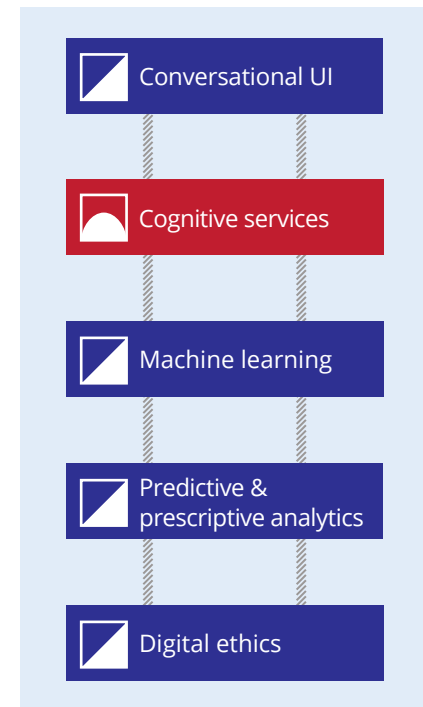 Conversational UI
Cognitive services
Machine learning
Predictive &
prescriptive analytics
Digital ethics